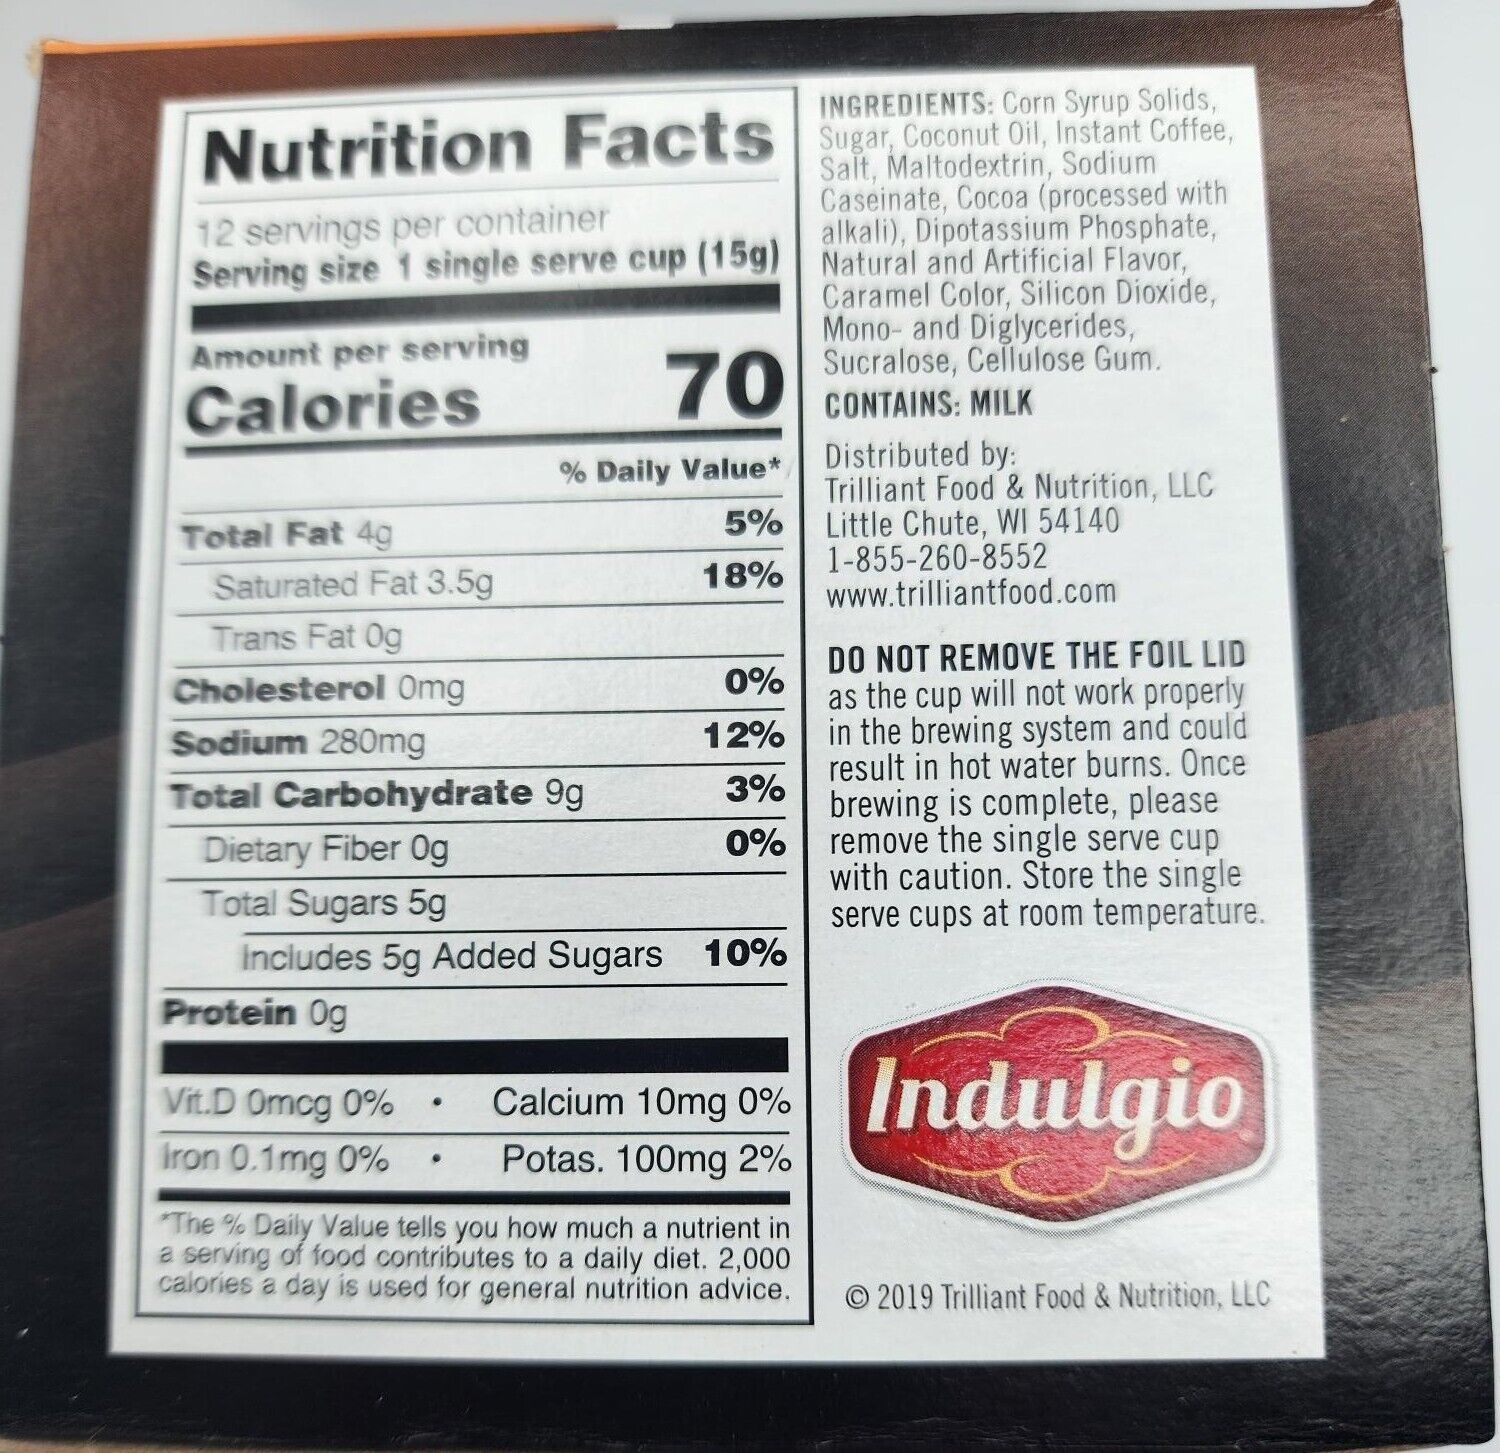 Nutrition Facts
12 servings per container
Serving size 1 single serve cup (15g)
Amount per serving
Calories 70
% Daily Value*
Total Fat 4g 5%
Saturated Fat 3.5g 18%
Trans Fat 0g
Cholesterol 0mg 0%
Sodium 280mg 12%
Total Carbohydrate 9g 3%
Dietary Fiber 0g 0%
Total Sugars 5g
Includes 5g Added Sugars 10%
Protein 0g
Vit.D 0mcg 0% • Calcium 10mg 0%
Iron 0.1mg 0% • Potas. 100mg 2%
*The % Daily Value tells you how much a nutrient in
a serving of food contributes to a daily diet. 2,000
calories a day is used for general nutrition advice.
INGREDIENTS: Corn Syrup Solids,
Sugar, Coconut Oil, Instant Coffee,
Salt, Maltodextrin, Sodium
Caseinate, Cocoa (processed with
alkali), Dipotassium Phosphate,
Natural and Artificial Flavor,
Caramel Color, Silicon Dioxide,
Mono- and Diglycerides,
Sucralose, Cellulose Gum.
CONTAINS: MILK
Distributed by:
Trilliant Food & Nutrition, LLC
Little Chute, WI 54140
1-855-260-8552
www.trilliantfood.com
DO NOT REMOVE THE FOIL LID
as the cup will not work properly
in the brewing system and could
result in hot water burns. Once
brewing is complete, please
remove the single serve cup
with caution. Store the single
serve cups at room temperature.
Indulgio
© 2019 Trilliant Food & Nutrition, LLC